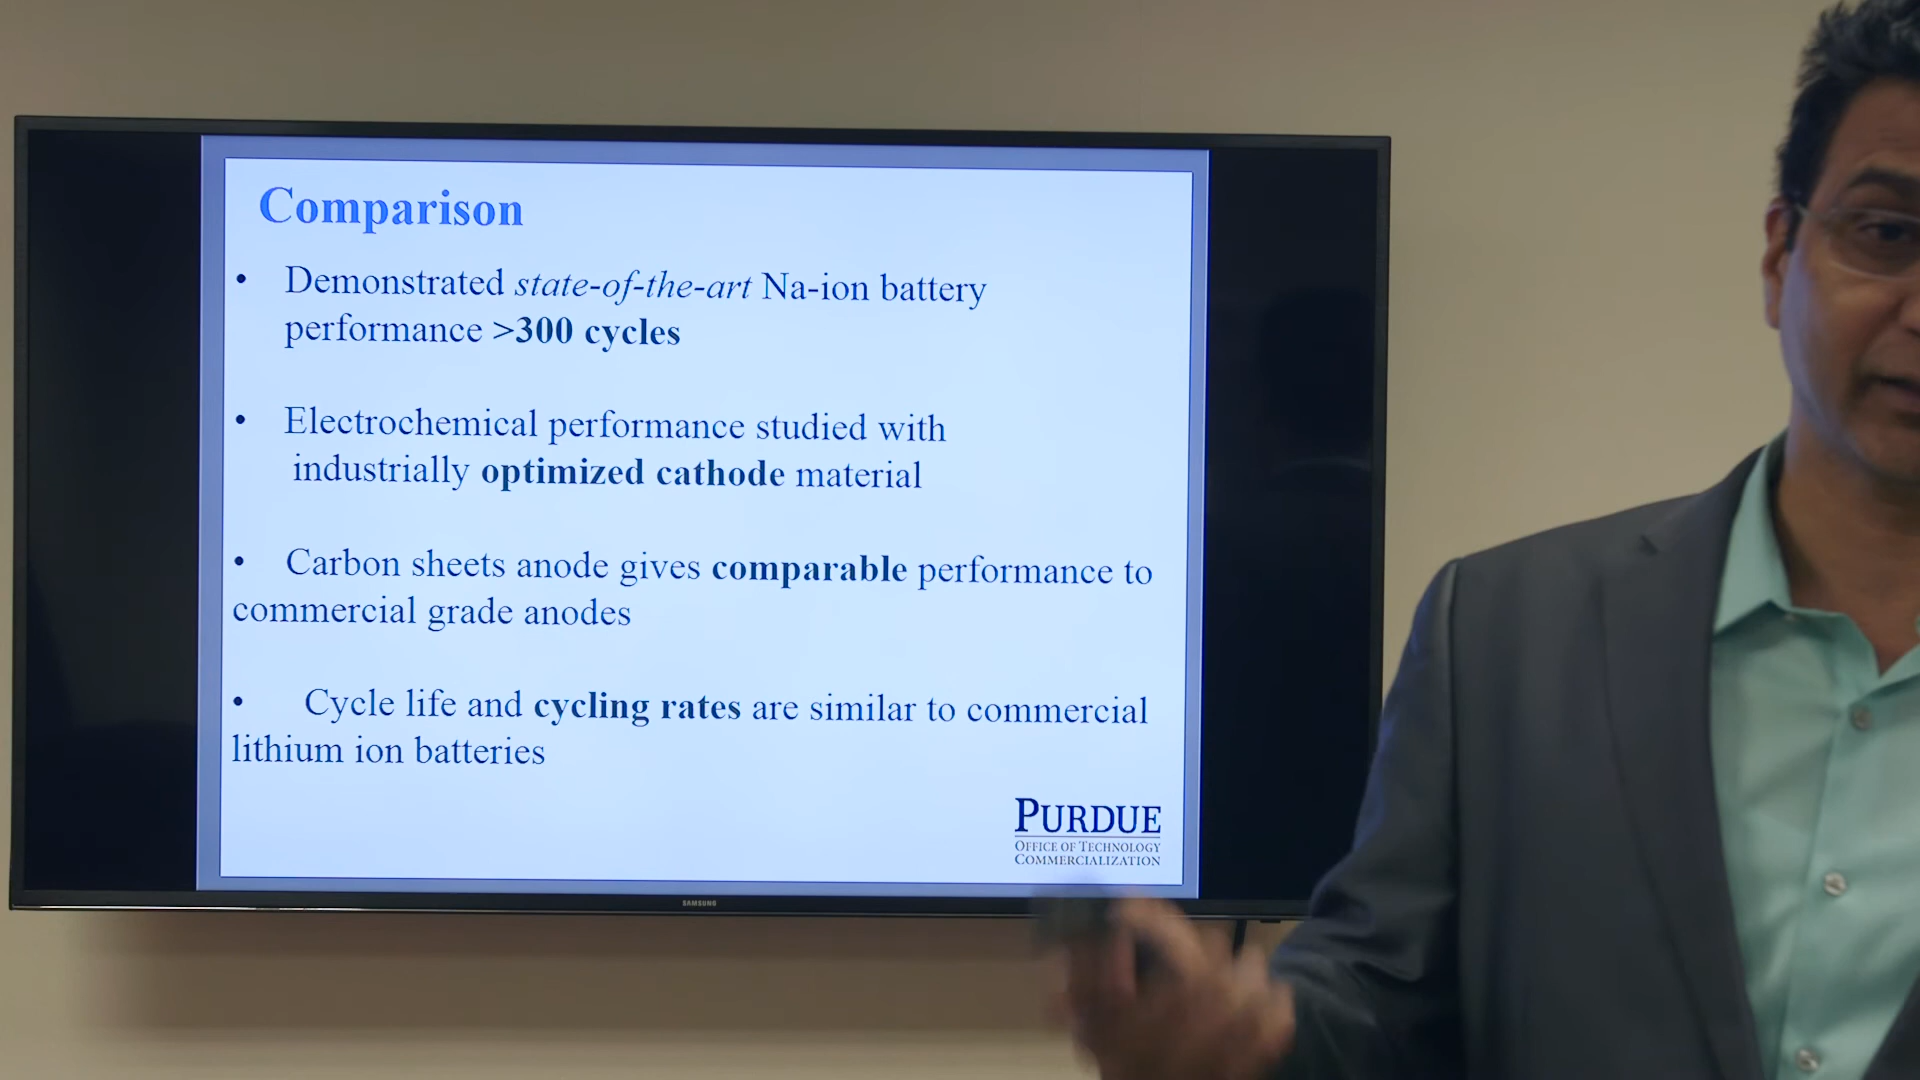 Comparison
• Demonstrated state-of-the-art Na-ion battery
performance >300 cycles
• Electrochemical performance studied with
industrially optimized cathode material
• Carbon sheets anode gives comparable performance to
commercial grade anodes
• Cycle life and cycling rates are similar to commercial
lithium ion batteries
PURDUE
OFFICE OF TECHNOLOGY
COMMERCIALIZATION
SAMSUNG